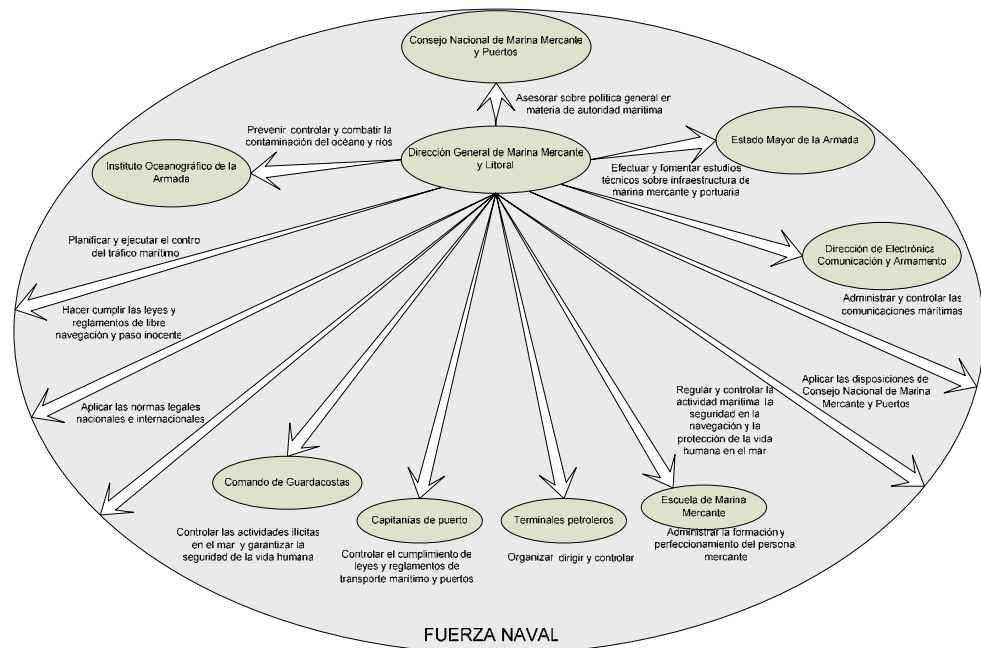 Consejo Nacional de Marina Mercante
y Puertos
Asesorar sobre política general en
materia de autoridad marítima
Prevenir controlar y combatir la
contaminación del océano y ríos
Estado Mayor de la Armada
Dirección General de Marina Mercante
y Litoral
Instituto Oceanográfico de la
Armada
Efectuar y fomentar estudios
técnicos sobre infraestructura de
marina mercante y portuaria
Planificar y ejecutar el contro
del tráfico marítimo
Dirección de Electrónica
Comunicación y Armamento
Administrar y controlar las
comunicaciones marítimas
Hacer cumplir las leyes y
reglamentos de libre
navegación y paso inocente
Aplicar las normas legales
nacionales e internacionales
Regular y controlar la
actividad marítima la
seguridad en la
navegación y la
protección de la vida
humana en el mar
Aplicar las disposiciones de
Consejo Nacional de Marina
Mercante y Puertos
Comando de Guardacostas
Controlar las actividades ilícitas
en el mar y garantizar la
seguridad de la vida humana
Capitanías de puerto
Controlar el cumplimiento de
leyes y reglamentos de
transporte marítimo y puertos
Terminales petroleros
Organizar dirigir y controlar
Escuela de Marina
Mercante
Administrar la formación y
perfeccionamiento del personal
mercante
FUERZA NAVAL